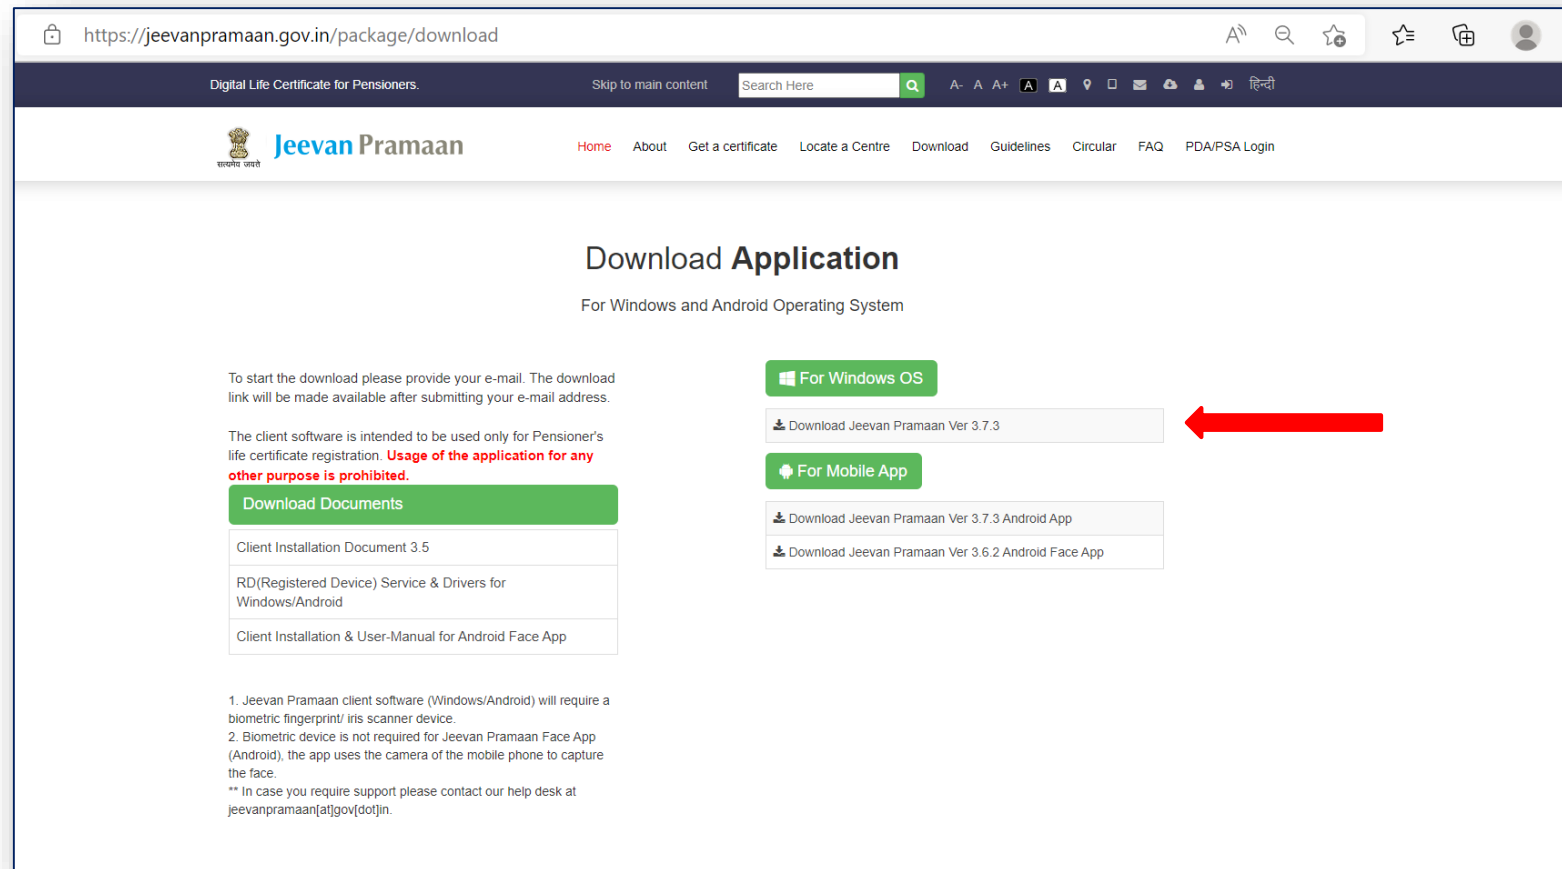 https://jeevanpramaan.gov.in/package/download
Digital Life Certificate for Pensioners.
Skip to main content
Search Here
A- A A+ A A
हिन्दी
सत्यमेव जयते
Jeevan Pramaan
Home About Get a certificate Locate a Centre Download Guidelines Circular FAQ PDA/PSA Login
Download Application
For Windows and Android Operating System
To start the download please provide your e-mail. The download
link will be made available after submitting your e-mail address.
The client software is intended to be used only for Pensioner's
life certificate registration. Usage of the application for any
other purpose is prohibited.
Download Documents
Client Installation Document 3.5
RD(Registered Device) Service & Drivers for
Windows/Android
Client Installation & User-Manual for Android Face App
1. Jeevan Pramaan client software (Windows/Android) will require a
biometric fingerprint/ iris scanner device.
2. Biometric device is not required for Jeevan Pramaan Face App
(Android), the app uses the camera of the mobile phone to capture
the face.
** In case you require support please contact our help desk at
jeevanpramaan[at]gov[dot]in.
For Windows OS
Download Jeevan Pramaan Ver 3.7.3
For Mobile App
Download Jeevan Pramaan Ver 3.7.3 Android App
Download Jeevan Pramaan Ver 3.6.2 Android Face App